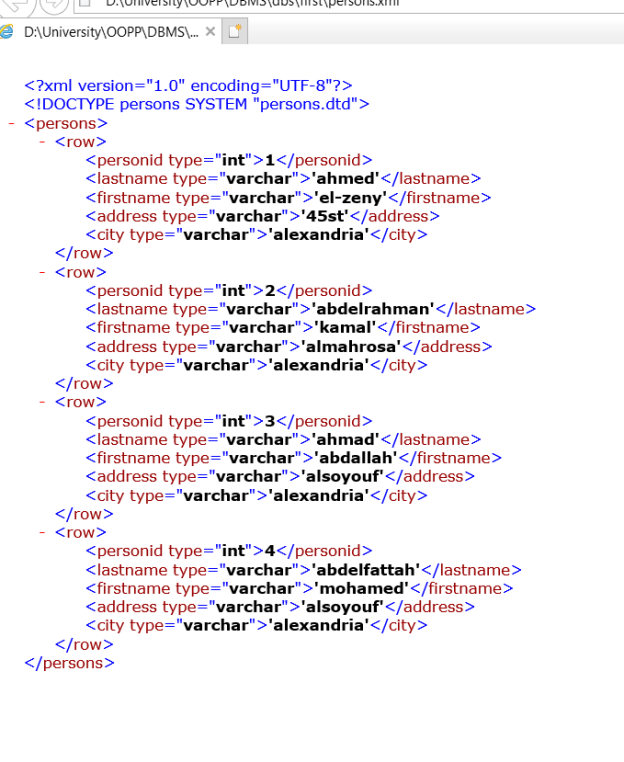 D:\University\OOPP\DBMS\dbs\first\persons.xml
D:\University\OOPP\DBMS\...
<?xml version="1.0" encoding="UTF-8"?>
<!DOCTYPE persons SYSTEM "persons.dtd">
- <persons>
- <row>
<personid type="int">1</personid>
<lastname type="varchar">'ahmed'</lastname>
<firstname type="varchar">'el-zeny'</firstname>
<address type="varchar">'45st'</address>
<city type="varchar">'alexandria'</city>
</row>
- <row>
<personid type="int">2</personid>
<lastname type="varchar">'abdelrahman'</lastname>
<firstname type="varchar">'kamal'</firstname>
<address type="varchar">'almahrosa'</address>
<city type="varchar">'alexandria'</city>
</row>
- <row>
<personid type="int">3</personid>
<lastname type="varchar">'ahmad'</lastname>
<firstname type="varchar">'abdallah'</firstname>
<address type="varchar">'alsoyouf'</address>
<city type="varchar">'alexandria'</city>
</row>
- <row>
<personid type="int">4</personid>
<lastname type="varchar">'abdelfattah'</lastname>
<firstname type="varchar">'mohamed'</firstname>
<address type="varchar">'alsoyouf'</address>
<city type="varchar">'alexandria'</city>
</row>
</persons>